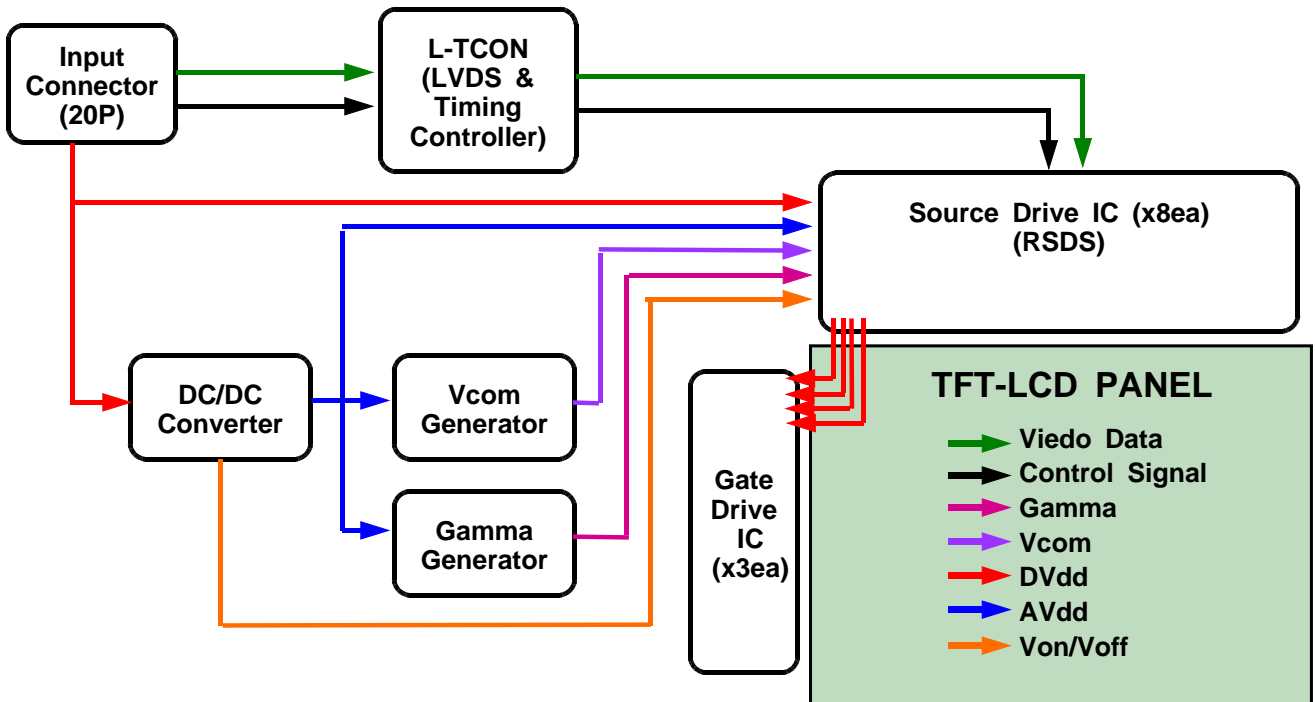 Input
Connector
(20P)
L-TCON
(LVDS &
Timing
Controller)
Source Drive IC (x8ea)
(RSDS)
DC/DC
Converter
Vcom
Generator
Gamma
Generator
Gate
Drive
IC
(x3ea)
TFT-LCD PANEL
Viedo Data
Control Signal
Gamma
Vcom
DVdd
AVdd
Von/Voff